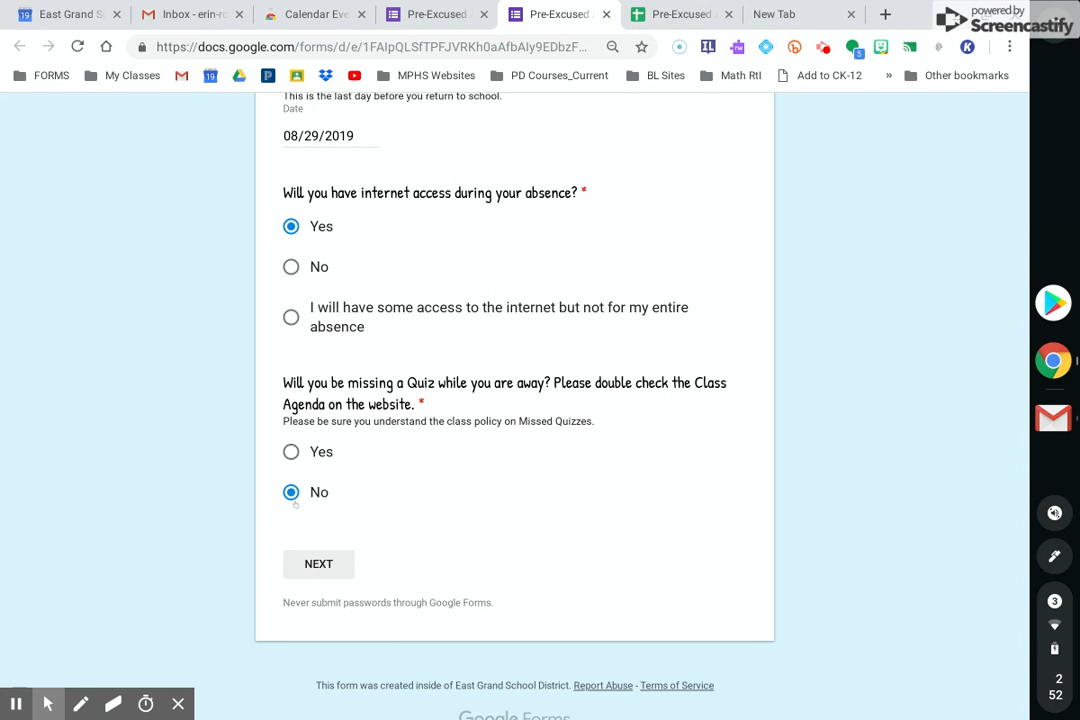 East Grand S
Inbox - erin-ro
Calendar Eve
Pre-Excused
Pre-Excused A
Pre-Excused
New Tab
powered by
Screencastify
https://docs.google.com/forms/d/e/1FAIpQLSfTPFJVRKh0aAfbAIy9EDbzF...
IL
5
K
FORMS
My Classes
19
P
MPHS Websites
PD Courses_Current
BL Sites
Math RtI
Add to CK-12
»
Other bookmarks
This is the last day before you return to school.
Date
08/29/2019
Will you have internet access during your absence? *
Yes
No
I will have some access to the internet but not for my entire
absence
Will you be missing a Quiz while you are away? Please double check the Class
Agenda on the website. *
Please be sure you understand the class policy on Missed Quizzes.
Yes
No
NEXT
Never submit passwords through Google Forms.
This form was created inside of East Grand School District. Report Abuse - Terms of Service
Google Forms
3
2
52